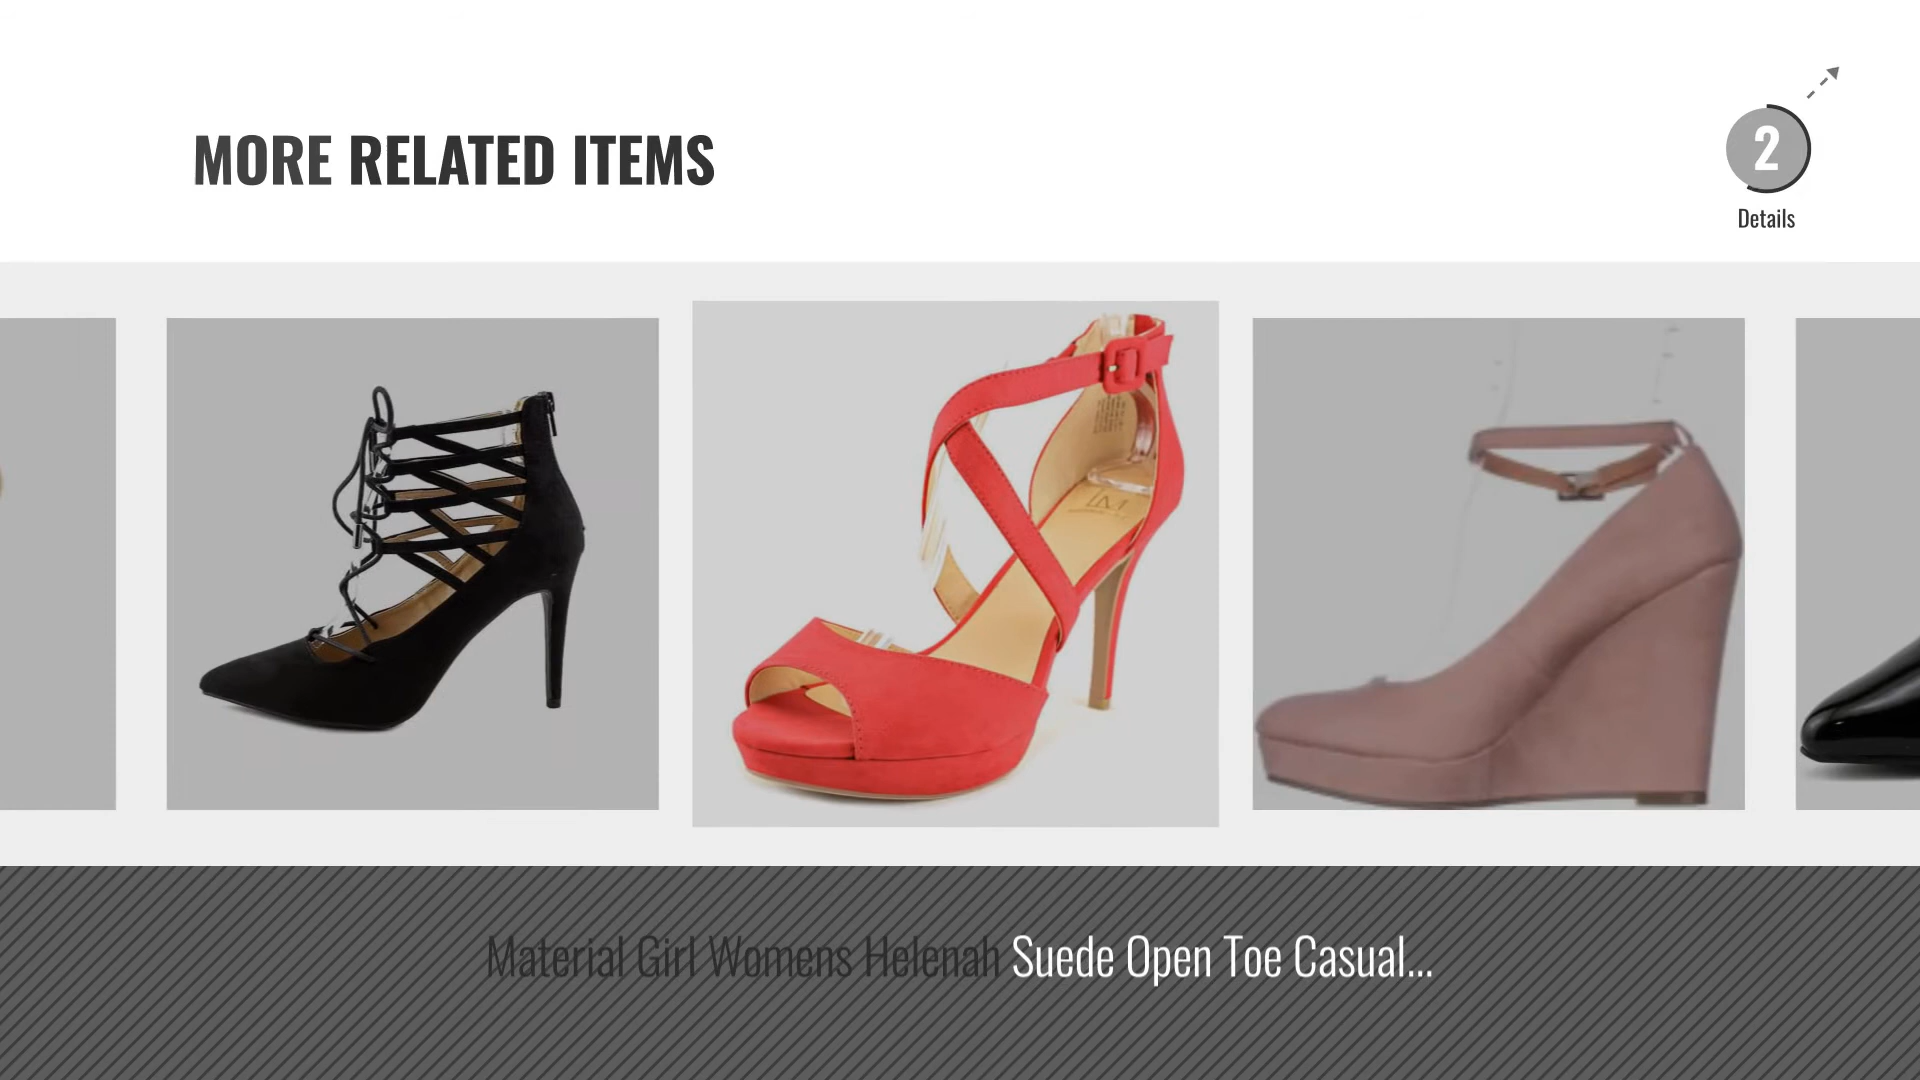 MORE RELATED ITEMS
2
Details
M
Material Girl Womens Helenah Suede Open Toe Casual...